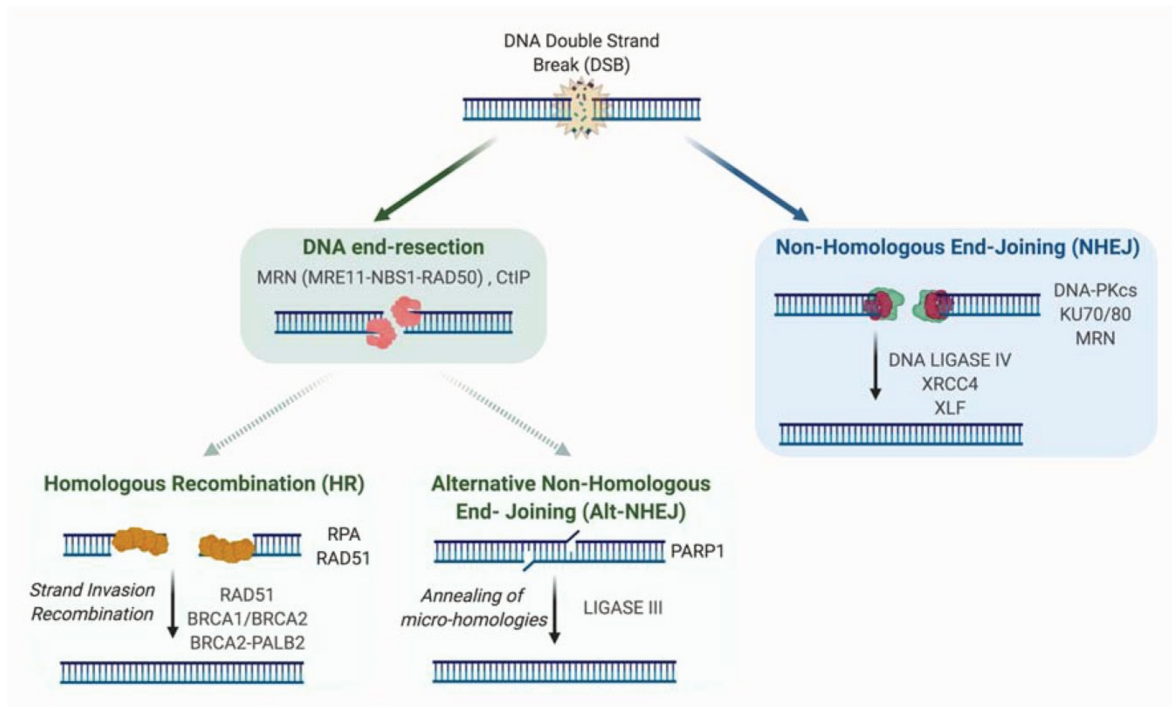 DNA Double Strand
Break (DSB)
DNA end-resection
MRN (MRE11-NBS1-RAD50) , CtIP
Non-Homologous End-Joining (NHEJ)
DNA-PKcs
KU70/80
MRN
DNA LIGASE IV
XRCC4
XLF
Homologous Recombination (HR)
RPA
RAD51
Strand Invasion
Recombination
RAD51
BRCA1/BRCA2
BRCA2-PALB2
Alternative Non-Homologous
End- Joining (Alt-NHEJ)
PARP1
Annealing of
micro-homologies
LIGASE III